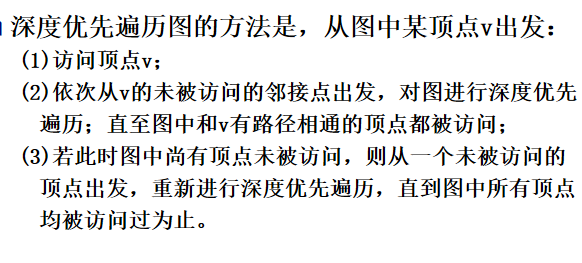 深度优先遍历图的方法是，从图中某顶点v出发：
(1)访问顶点v；
(2)依次从v的未被访问的邻接点出发，对图进行深度优先
遍历；直至图中和v有路径相通的顶点都被访问；
(3)若此时图中尚有顶点未被访问，则从一个未被访问的
顶点出发，重新进行深度优先遍历，直到图中所有顶点
均被访问过为止。